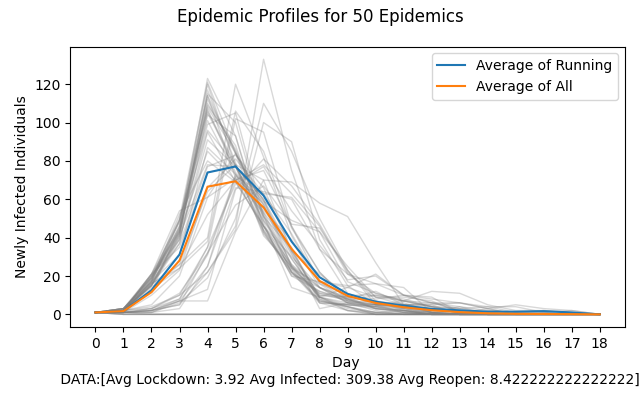 Epidemic Profiles for 50 Epidemics
Average of Running
Average of All
Newly Infected Individuals
120
100
80
60
40
20
0
0 1 2 3 4 5 6 7 8 9 10 11 12 13 14 15 16 17 18
Day
DATA:[Avg Lockdown: 3.92 Avg Infected: 309.38 Avg Reopen: 8.422222222222222]